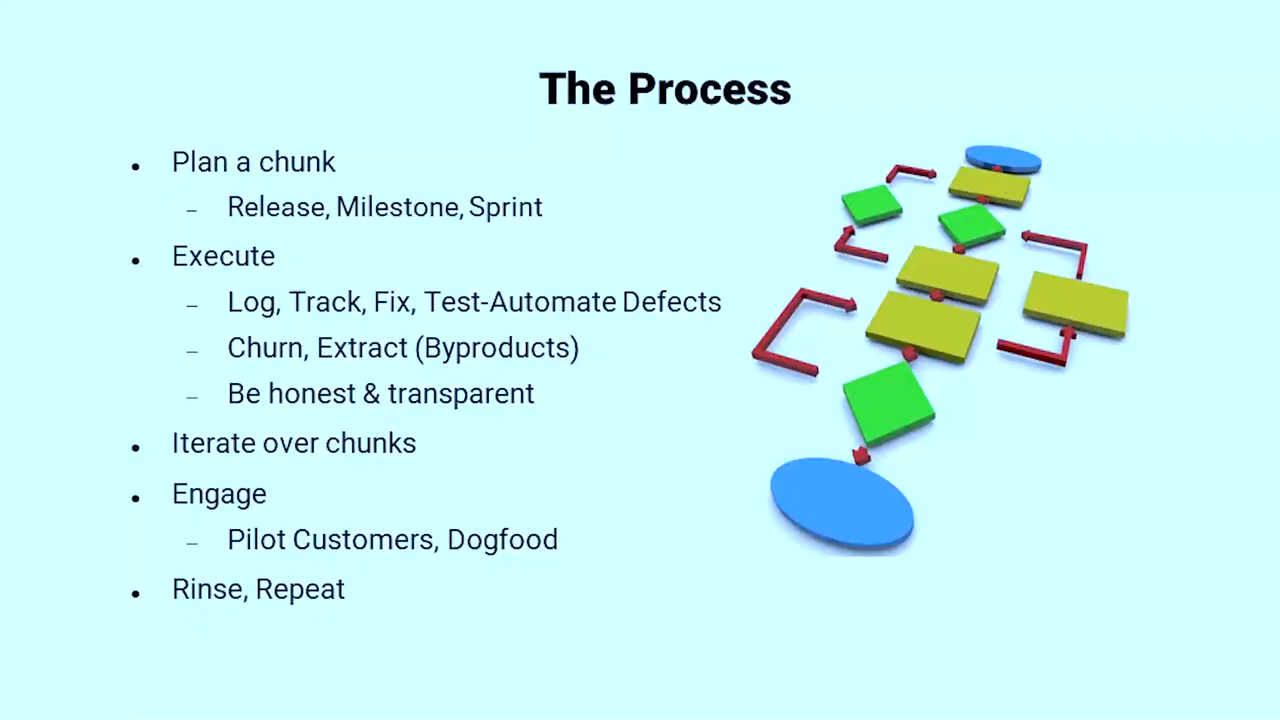 The Process
• Plan a chunk
– Release, Milestone, Sprint
• Execute
– Log, Track, Fix, Test-Automate Defects
– Churn, Extract (Byproducts)
– Be honest & transparent
• Iterate over chunks
• Engage
– Pilot Customers, Dogfood
• Rinse, Repeat